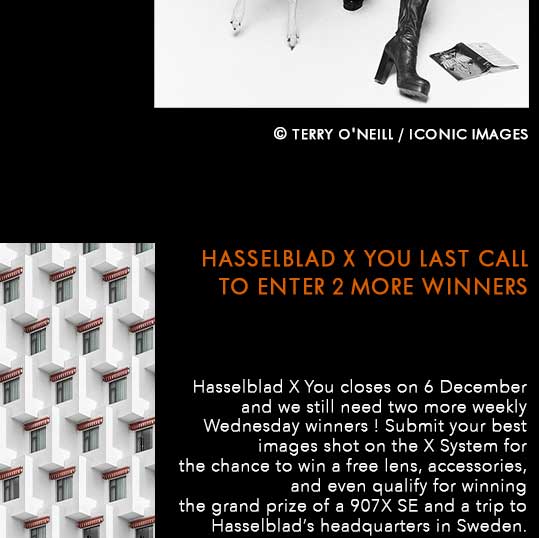 © TERRY O'NEILL / ICONIC IMAGES
HASSELBLAD X YOU LAST CALL
TO ENTER 2 MORE WINNERS
Hasselblad X You closes on 6 December
and we still need two more weekly
Wednesday winners ! Submit your best
images shot on the X System for
the chance to win a free lens, accessories,
and even qualify for winning
the grand prize of a 907X SE and a trip to
Hasselblad's headquarters in Sweden.